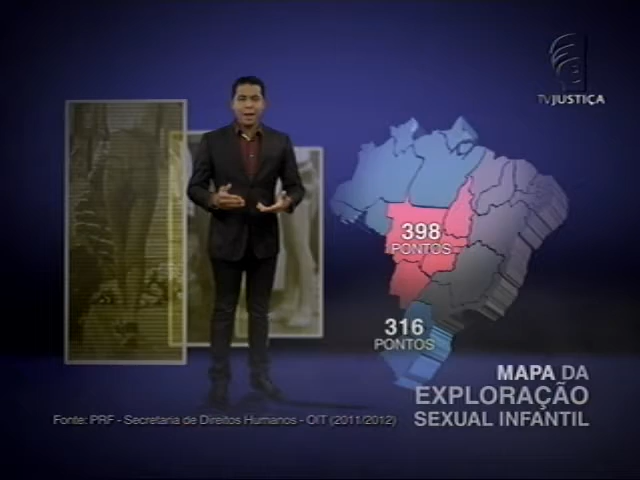 TV JUSTIÇA
398
PONTOS
316
PONTOS
MAPA DA
EXPLORAÇÃO
SEXUAL INFANTIL
Fonte: PRF - Secretaria de Direitos Humanos - OIT (2011/2012)